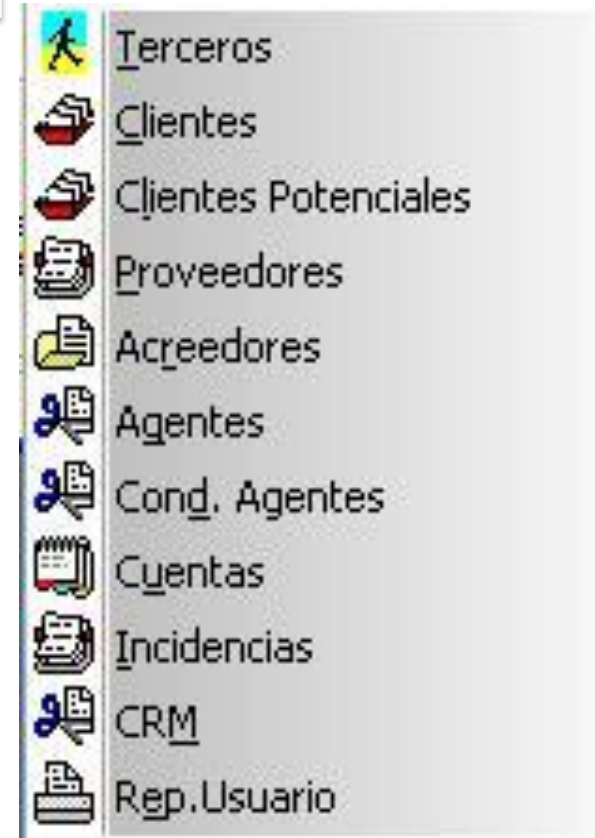 Terceros
Clientes
Clientes Potenciales
Proveedores
Acreedores
Agentes
Cond. Agentes
Cuentas
Incidencias
CRM
Rep.Usuario